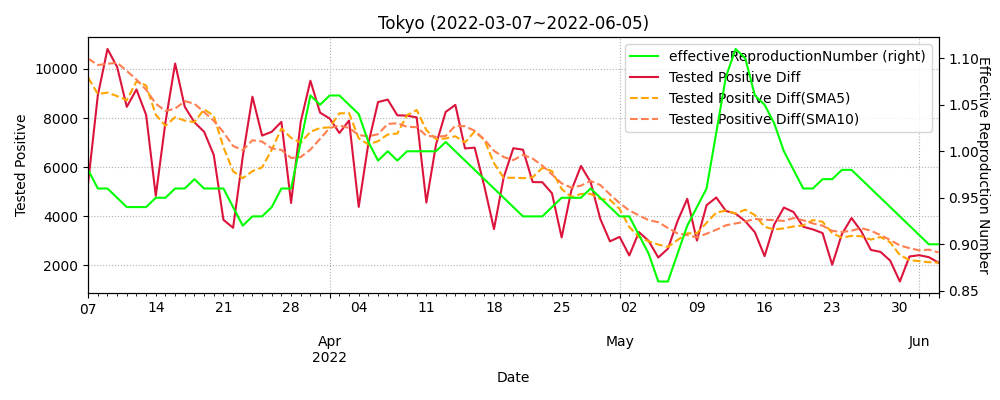 Tokyo (2022-03-07~2022-06-05)
effectiveReproductionNumber (right)
Tested Positive Diff
Tested Positive Diff(SMA5)
Tested Positive Diff(SMA10)
Tested Positive
10000
8000
6000
4000
2000
1.10
1.05
1.00
0.95
0.90
0.85
Effective Reproduction Number
07 14 21 28 04 11 18 25 02 09 16 23 30
Apr May Jun
2022
Date